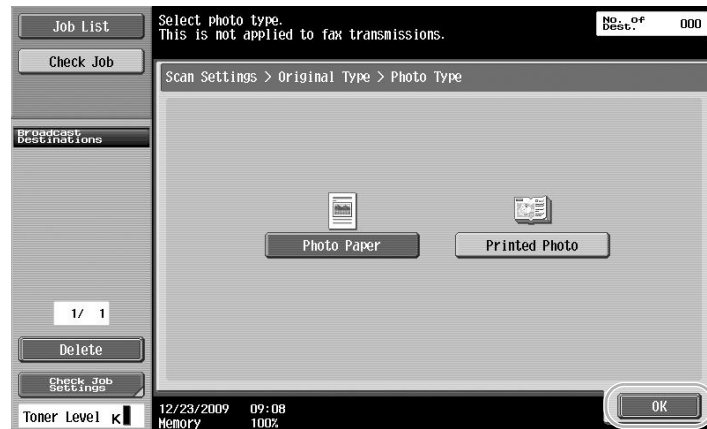 Job List
Check Job
Broadcast
Destinations
1/ 1
Delete
Check Job
Settings
Toner Level K
Select photo type.
This is not applied to fax transmissions.
No. of
Dest.
000
Scan Settings > Original Type > Photo Type
Photo Paper
Printed Photo
12/23/2009 09:08
Memory 100%
OK